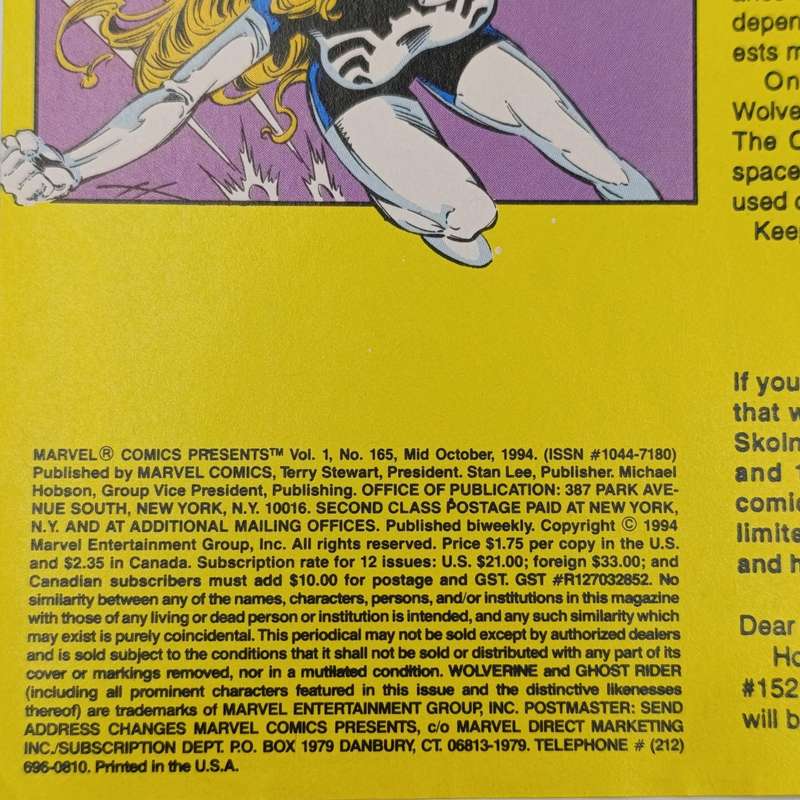 MARVEL® COMICS PRESENTS™ Vol. 1, No. 165, Mid October, 1994. (ISSN #1044-7180)
Published by MARVEL COMICS, Terry Stewart, President. Stan Lee, Publisher. Michael
Hobson, Group Vice President, Publishing. OFFICE OF PUBLICATION: 387 PARK AVE-
NUE SOUTH, NEW YORK, N.Y. 10016. SECOND CLASS POSTAGE PAID AT NEW YORK,
N.Y. AND AT ADDITIONAL MAILING OFFICES. Published biweekly. Copyright © 1994
Marvel Entertainment Group, Inc. All rights reserved. Price $1.75 per copy in the U.S.
and $2.35 in Canada. Subscription rate for 12 issues: U.S. $21.00; foreign $33.00; and
Canadian subscribers must add $10.00 for postage and GST. GST #R127032852. No
similarity between any of the names, characters, persons, and/or institutions in this magazine
with those of any living or dead person or institution is intended, and any such similarity which
may exist is purely coincidental. This periodical may not be sold except by authorized dealers
and is sold subject to the conditions that it shall not be sold or distributed with any part of its
cover or markings removed, nor in a mutilated condition. WOLVERINE and GHOST RIDER
(including all prominent characters featured in this issue and the distinctive likenesses
thereof) are trademarks of MARVEL ENTERTAINMENT GROUP, INC. POSTMASTER: SEND
ADDRESS CHANGES MARVEL COMICS PRESENTS, c/o MARVEL DIRECT MARKETING
INC./SUBSCRIPTION DEPT. P.O. BOX 1979 DANBURY, CT. 06813-1979. TELEPHONE # (212)
696-0810. Printed in the U.S.A.
depen
ests m
On
Wolve
The C
space
used
Keep
If you
that w
Skoln
and 1
comic
limite
and h
Dear
Ho
#152
will b